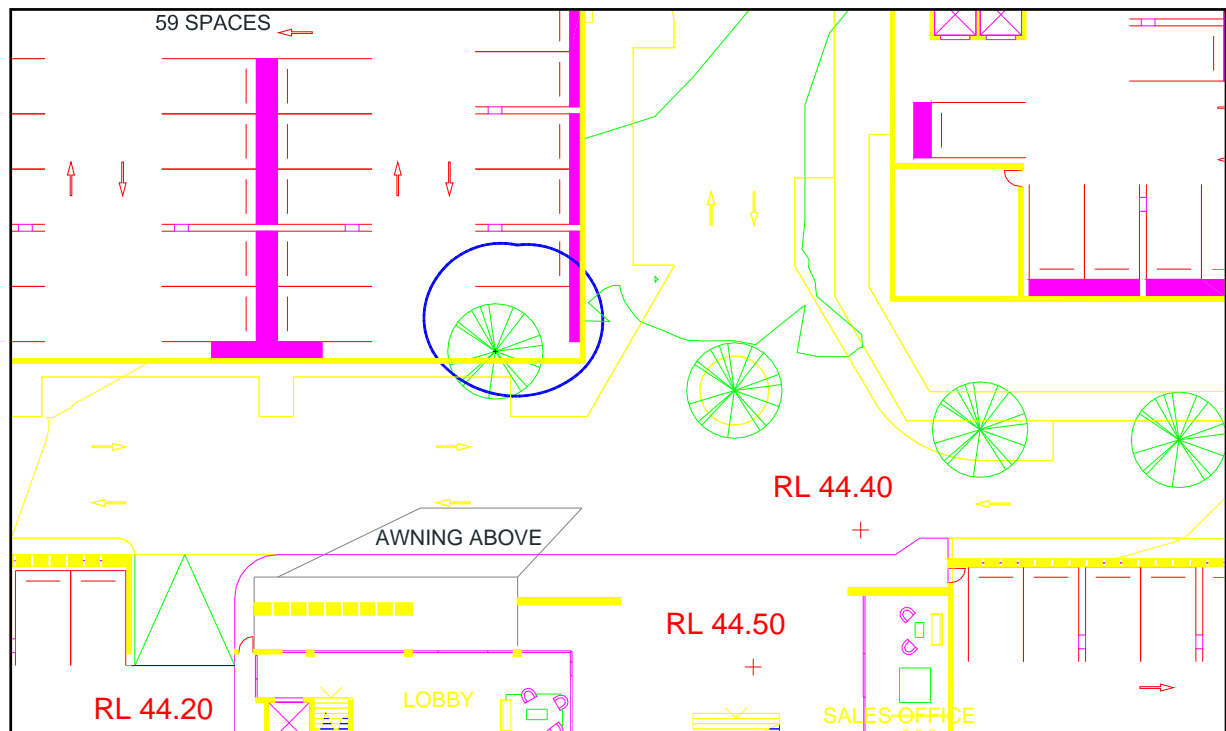 59 SPACES
RL 44.40
AWNING ABOVE
RL 44.50
LOBBY
RL 44.20
SALES OFFICE